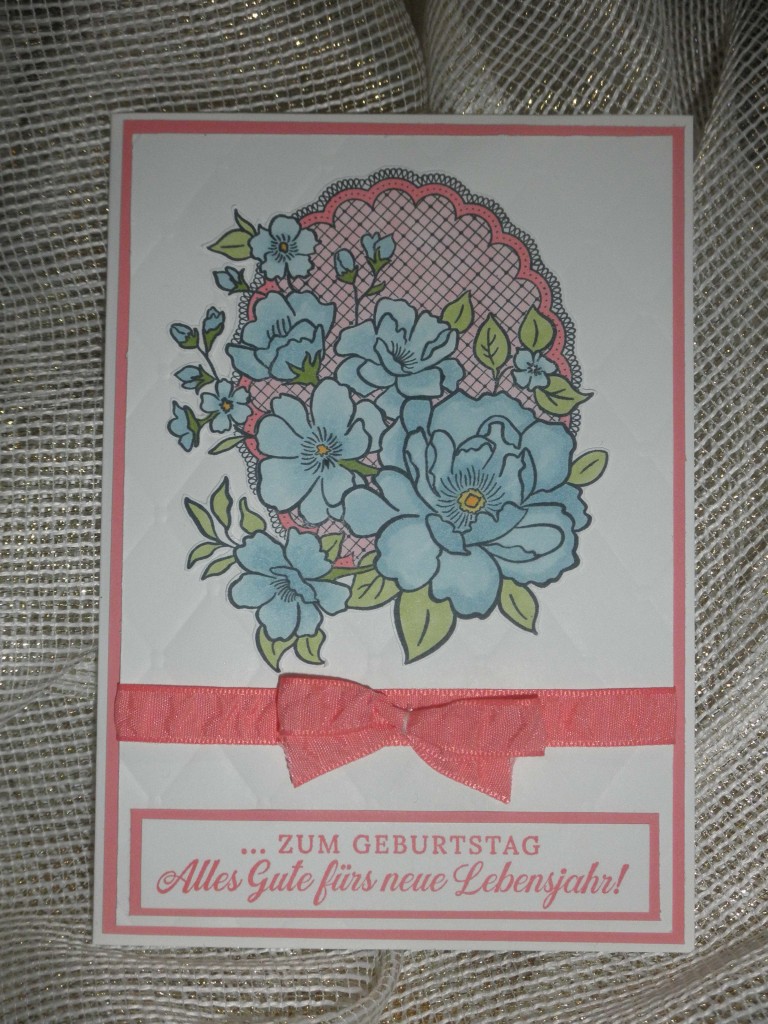 ... ZUM GEBURTSTAG
Alles Gute fürs neue Lebensjahr!